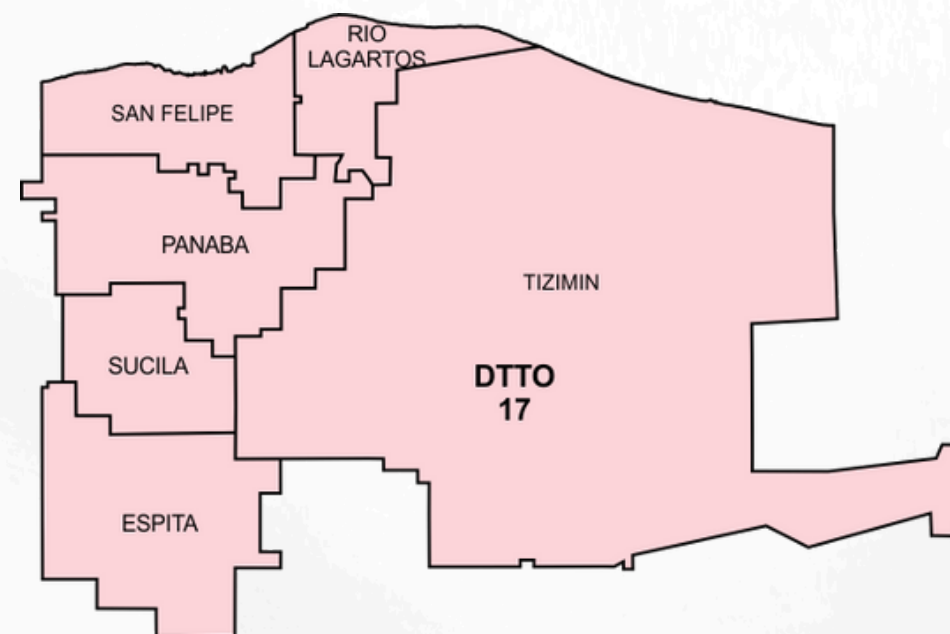 RIO
LAGARTOS
SAN FELIPE
PANABA
TIZIMIN
SUCILA
DTTO
17
ESPITA